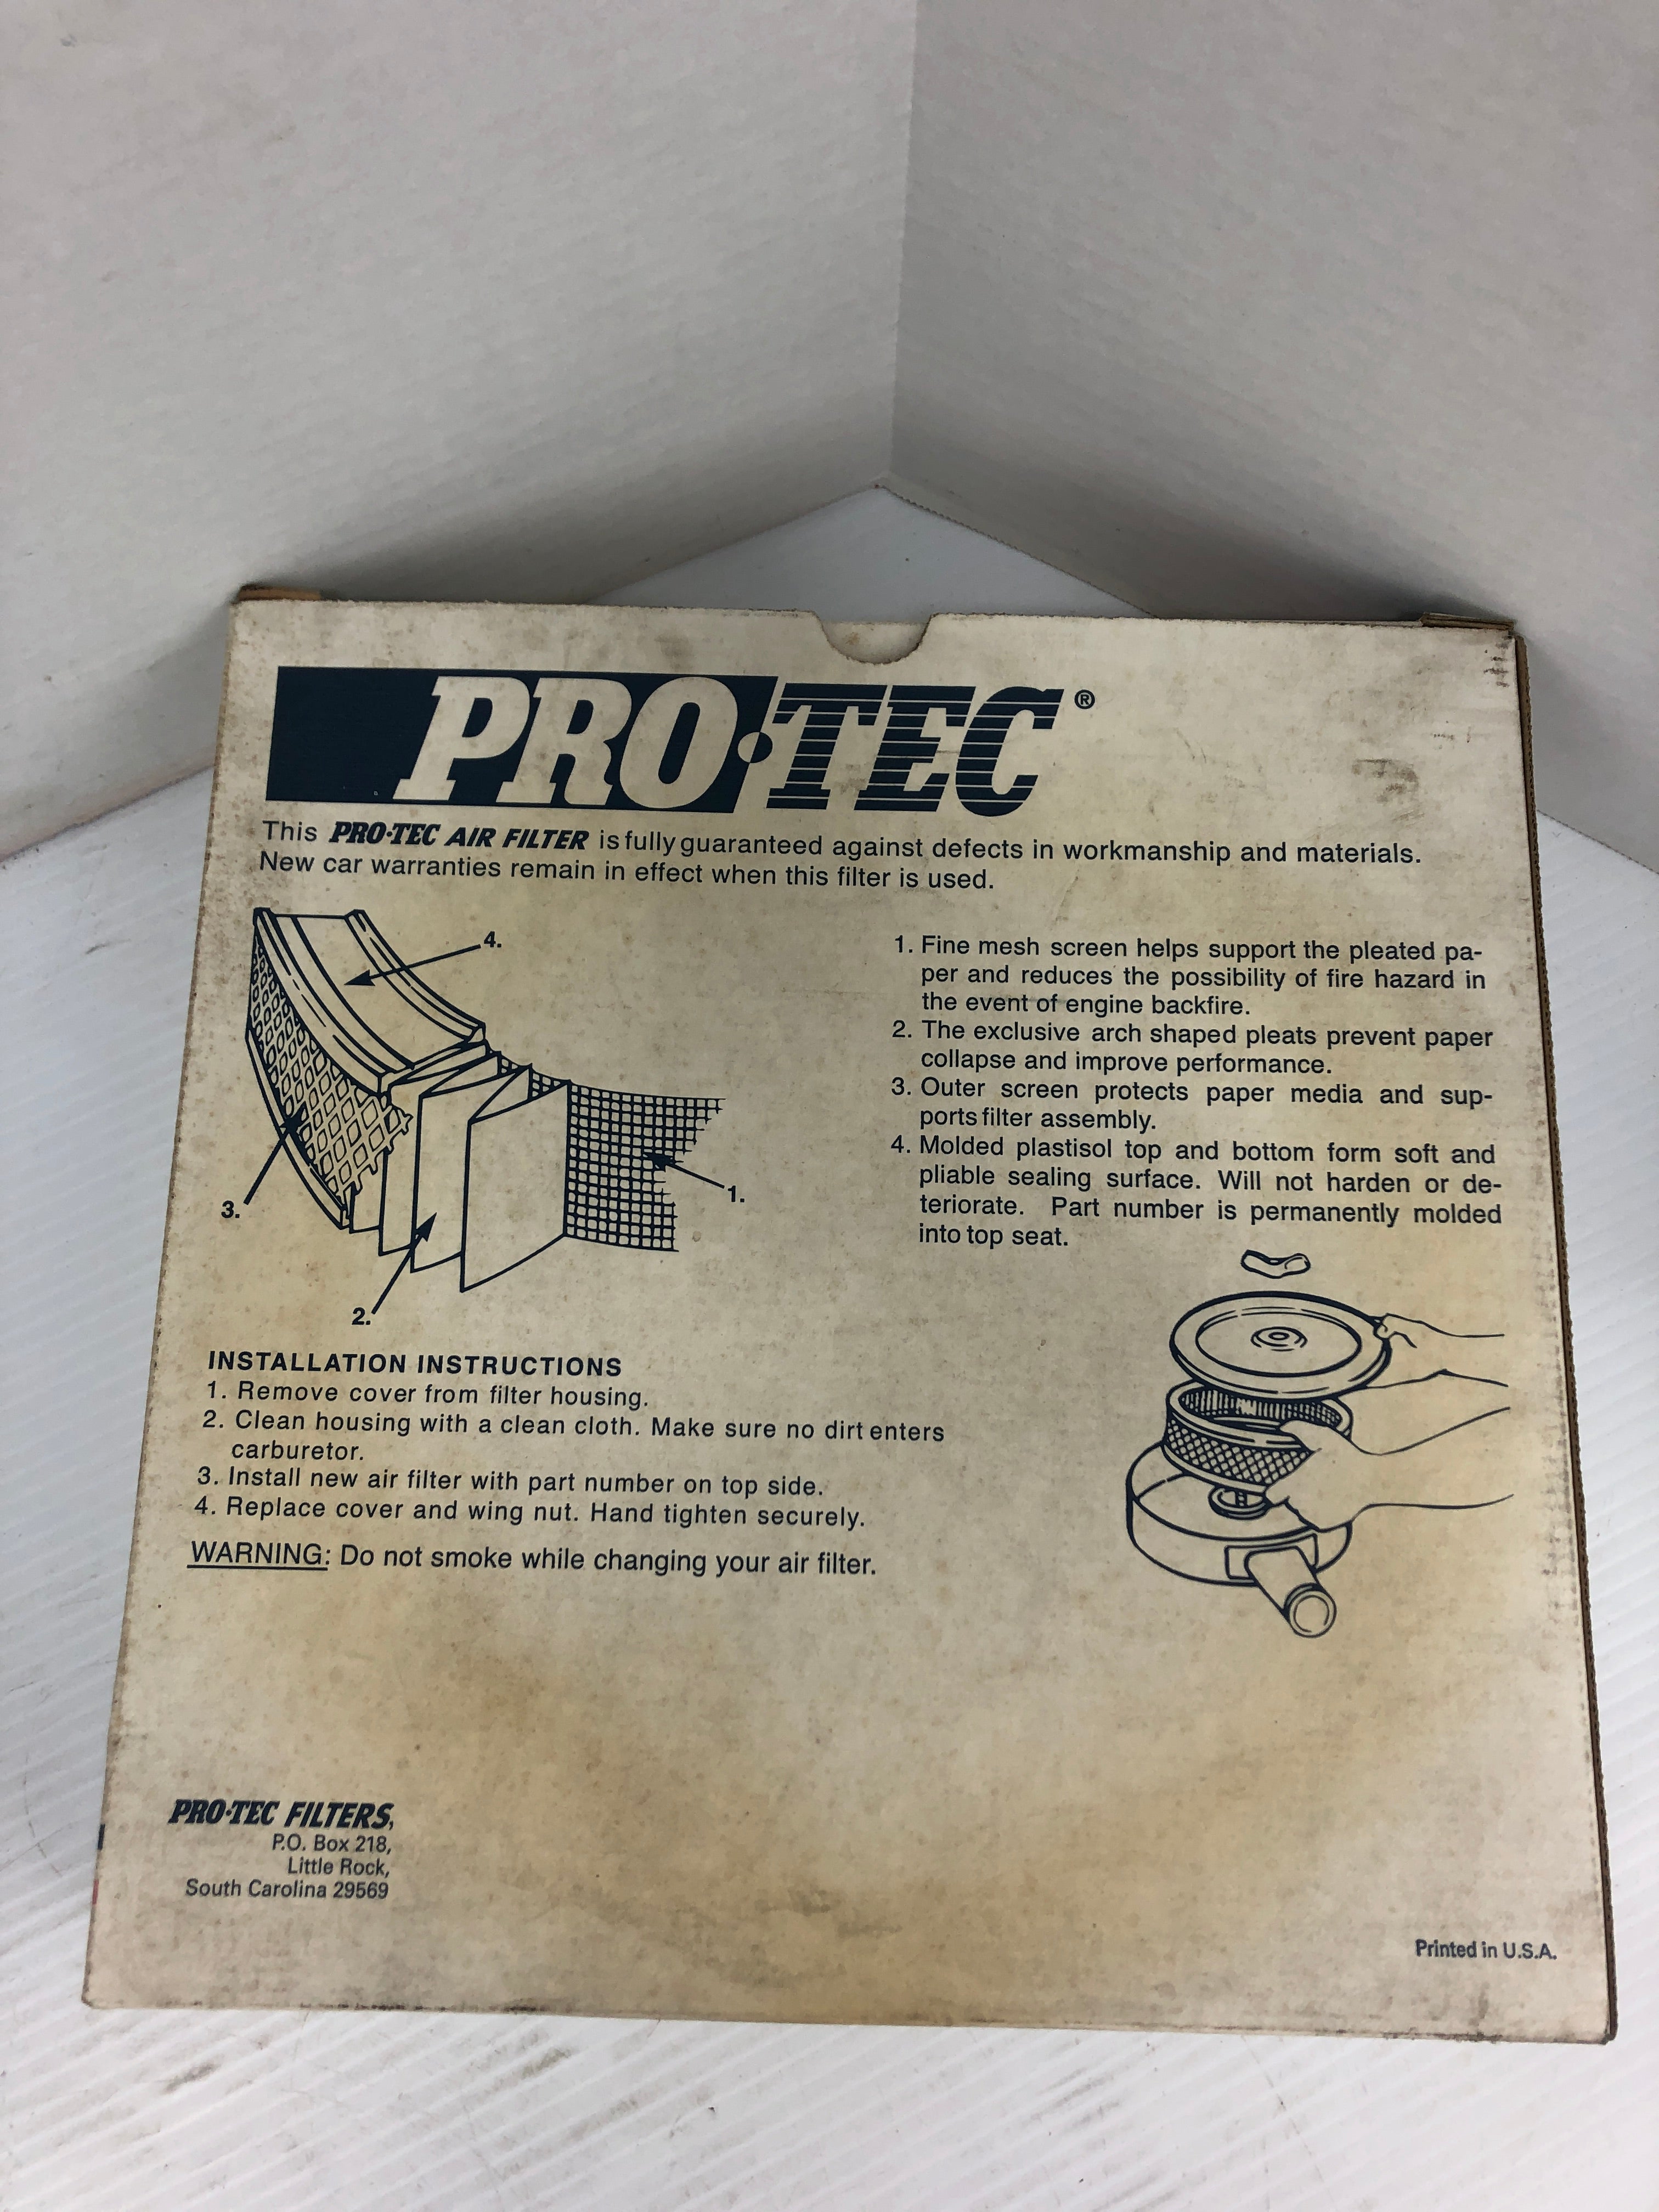 PRO·TEC®
This PRO·TEC AIR FILTER is fully guaranteed against defects in workmanship and materials.
New car warranties remain in effect when this filter is used.
4.
3.
1.
2.
1. Fine mesh screen helps support the pleated pa-
per and reduces the possibility of fire hazard in
the event of engine backfire.
2. The exclusive arch shaped pleats prevent paper
collapse and improve performance.
3. Outer screen protects paper media and sup-
ports filter assembly.
4. Molded plastisol top and bottom form soft and
pliable sealing surface. Will not harden or de-
teriorate. Part number is permanently molded
into top seat.
INSTALLATION INSTRUCTIONS
1. Remove cover from filter housing.
2. Clean housing with a clean cloth. Make sure no dirt enters
carburetor.
3. Install new air filter with part number on top side.
4. Replace cover and wing nut. Hand tighten securely.
WARNING: Do not smoke while changing your air filter.
PRO·TEC FILTERS,
P.O. Box 218,
Little Rock,
South Carolina 29569
Printed in U.S.A.